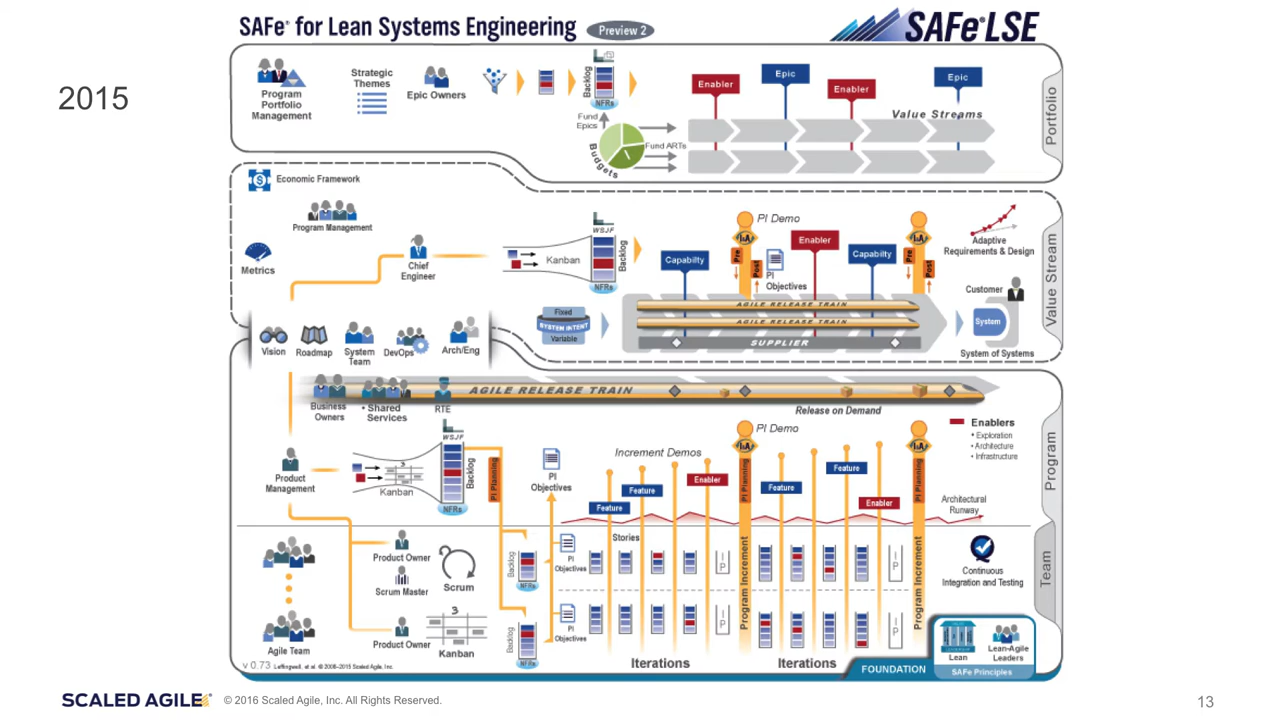 SAFe® for Lean Systems Engineering
Preview 2
SAFe® LSE
2015
Program
Portfolio
Management
Strategic
Themes
Epic Owners
Backlog
NFRs
Enabler
Epic
Enabler
Epic
Value Streams
Portfolio
Fund
Epics
Budgets
Fund ARTs
Economic Framework
Program Management
Metrics
Chief
Engineer
Kanban
WSJF
Backlog
NFRs
Capabilty
PI Demo
I&A
Pre
Post
PI
Objectives
Enabler
Capabilty
I&A
Pre
Post
Adaptive
Requirements & Design
Customer
Value Stream
Fixed
SYSTEM INTENT
Variable
AGILE RELEASE TRAIN
AGILE RELEASE TRAIN
SUPPLIER
System
System of Systems
Vision
Roadmap
System
Team
DevOps
Arch/Eng
AGILE RELEASE TRAIN
Business
Owners
• Shared
Services
RTE
Release on Demand
WSJF
PI Demo
Enablers
• Exploration
• Architecture
• Infrastructure
Program
Product
Management
3
Kanban
Backlog
NFRs
PI Planning
PI
Objectives
Increment Demos
Feature
Feature
Enabler
I&A
PI Planning
Feature
Feature
Enabler
I&A
PI Planning
Architectural
Runway
Stories
Product Owner
Scrum Master
Scrum
Backlog
NFRs
PI
Objectives
I
P
Program Increment
I
P
Program Increment
Continuous
Integration and Testing
Team
Agile Team
Product Owner
3
Kanban
Backlog
NFRs
PI
Objectives
I
P
I
P
Iterations
Iterations
FOUNDATION
Lean
Lean-Agile
Leaders
SAFe Principles
v 0.73 Leffingwell, et al. © 2008-2015 Scaled Agile, Inc.
SCALED AGILE®
© 2016 Scaled Agile, Inc. All Rights Reserved.
13